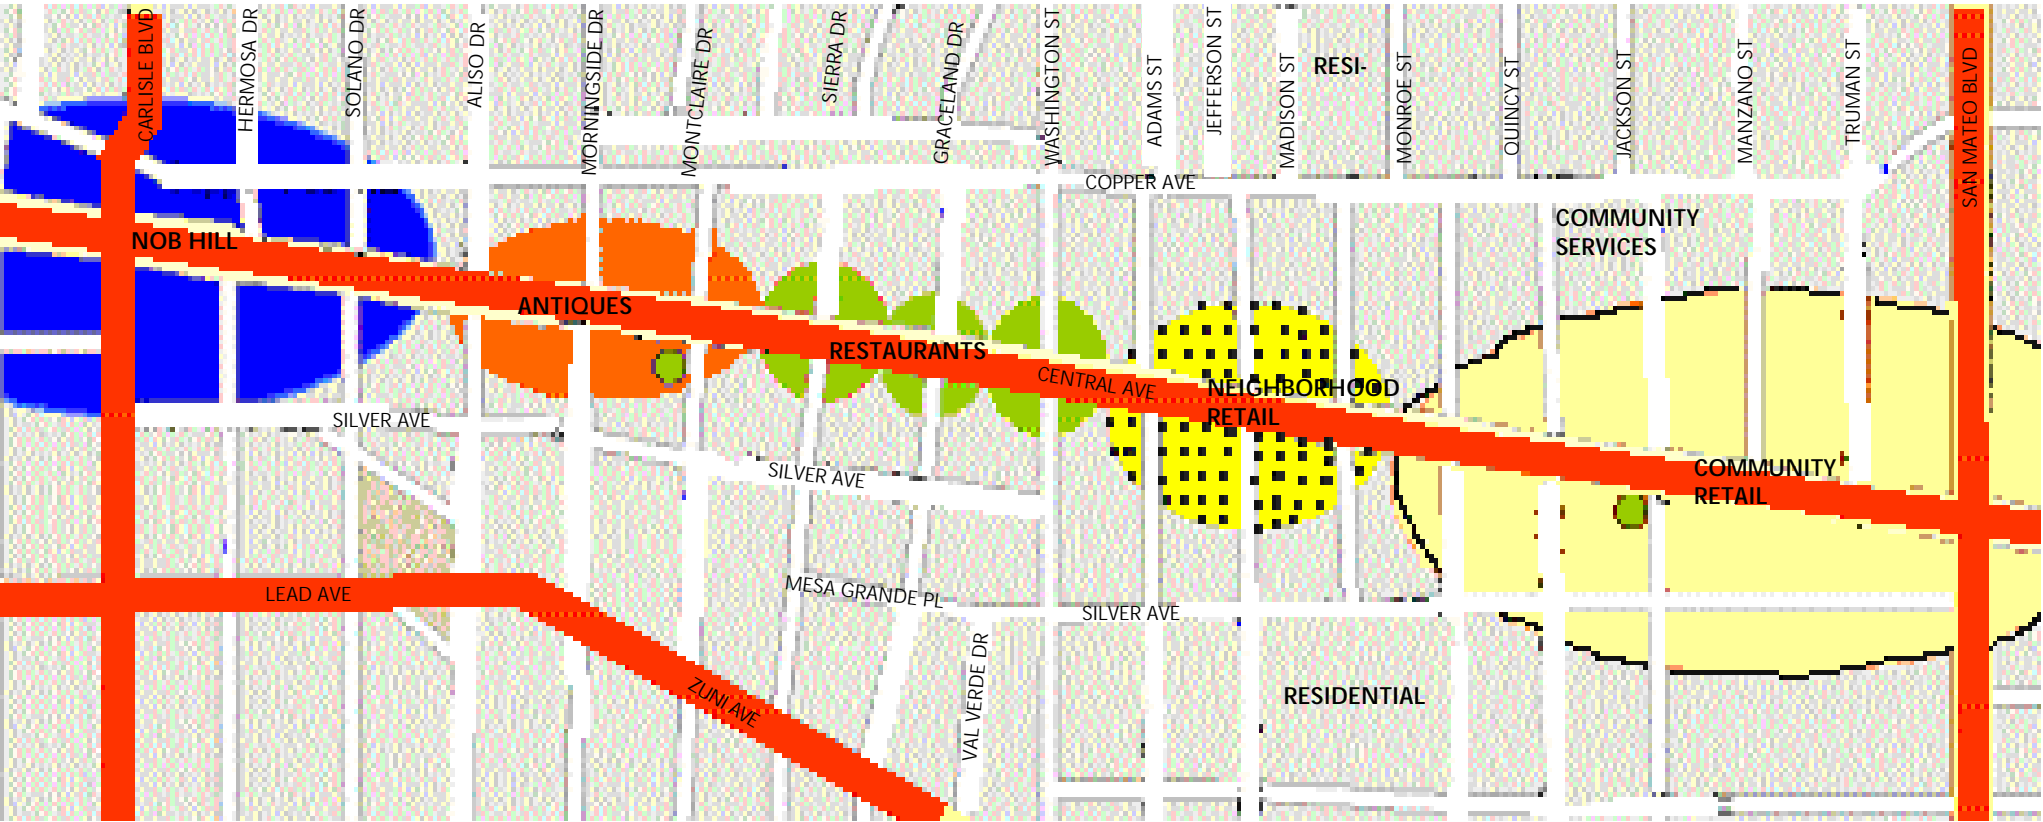 CARLISLE BLVD
HERMOSA DR
SOLANO DR
ALISO DR
MORNINGSIDE DR
MONTCLAIRE DR
SIERRA DR
GRACELAND DR
WASHINGTON ST
ADAMS ST
JEFFERSON ST
MADISON ST
RESI-
MONROE ST
QUINCY ST
JACKSON ST
MANZANO ST
TRUMAN ST
SAN MATEO BLVD
COPPER AVE
COMMUNITY
SERVICES
NOB HILL
ANTIQUES
RESTAURANTS
CENTRAL AVE
NEIGHBORHOOD
RETAIL
COMMUNITY
RETAIL
SILVER AVE
SILVER AVE
LEAD AVE
MESA GRANDE PL
SILVER AVE
ZUNI AVE
VAL VERDE DR
RESIDENTIAL